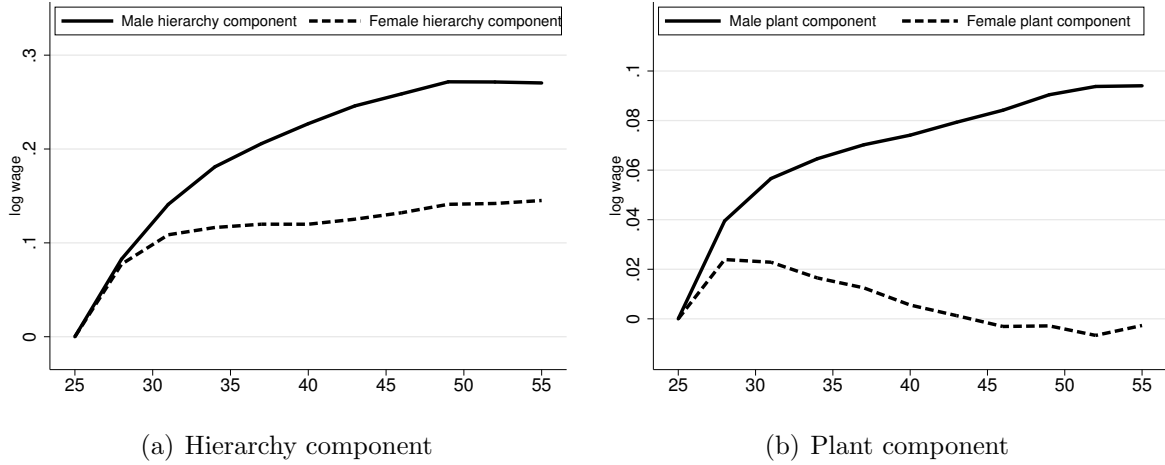 Male hierarchy component Female hierarchy component
log wage
.3
.2
.1
0
25 30 35 40 45 50 55
(a) Hierarchy component
Male plant component Female plant component
log wage
.1
.08
.06
.04
.02
0
25 30 35 40 45 50 55
(b) Plant component